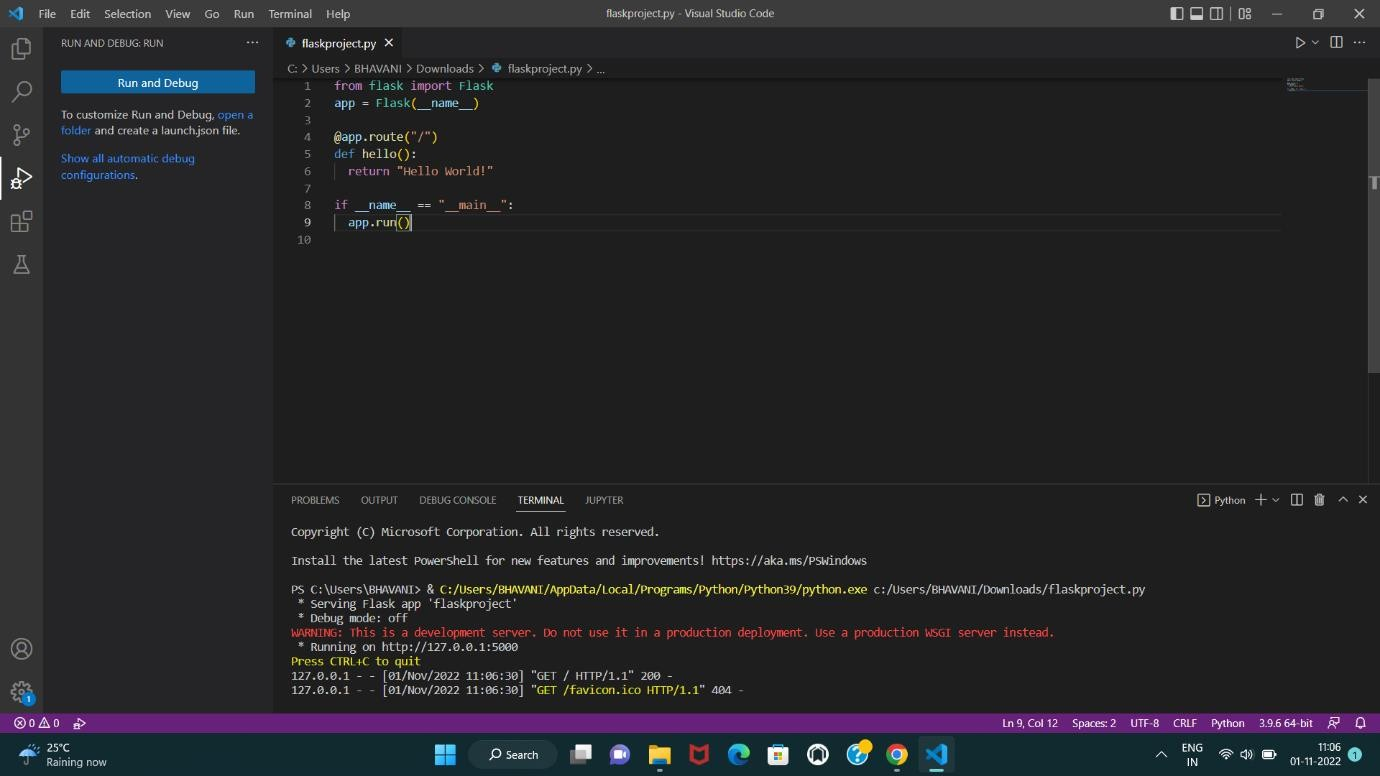 File Edit Selection View Go Run Terminal Help
flaskproject.py - Visual Studio Code
RUN AND DEBUG: RUN
Run and Debug
To customize Run and Debug, open a
folder and create a launch.json file.
Show all automatic debug
configurations.
flaskproject.py
C: > Users > BHAVANI > Downloads > flaskproject.py > ...
1 from flask import Flask
2 app = Flask(__name__)
3
4 @app.route("/")
5 def hello():
6 return "Hello World!"
7
8 if __name__ == "__main__":
9 app.run()
10
PROBLEMS OUTPUT DEBUG CONSOLE TERMINAL JUPYTER
Python
Copyright (C) Microsoft Corporation. All rights reserved.
Install the latest PowerShell for new features and improvements! https://aka.ms/PSWindows
PS C:\Users\BHAVANI> & C:/Users/BHAVANI/AppData/Local/Programs/Python/Python39/python.exe c:/Users/BHAVANI/Downloads/flaskproject.py
* Serving Flask app 'flaskproject'
* Debug mode: off
WARNING: This is a development server. Do not use it in a production deployment. Use a production WSGI server instead.
* Running on http://127.0.0.1:5000
Press CTRL+C to quit
127.0.0.1 - - [01/Nov/2022 11:06:30] "GET / HTTP/1.1" 200 -
127.0.0.1 - - [01/Nov/2022 11:06:30] "GET /favicon.ico HTTP/1.1" 404 -
1
0 0
Ln 9, Col 12 Spaces: 2 UTF-8 CRLF Python 3.9.6 64-bit
25°C
Raining now
Search
ENG
IN
11:06
01-11-2022
1